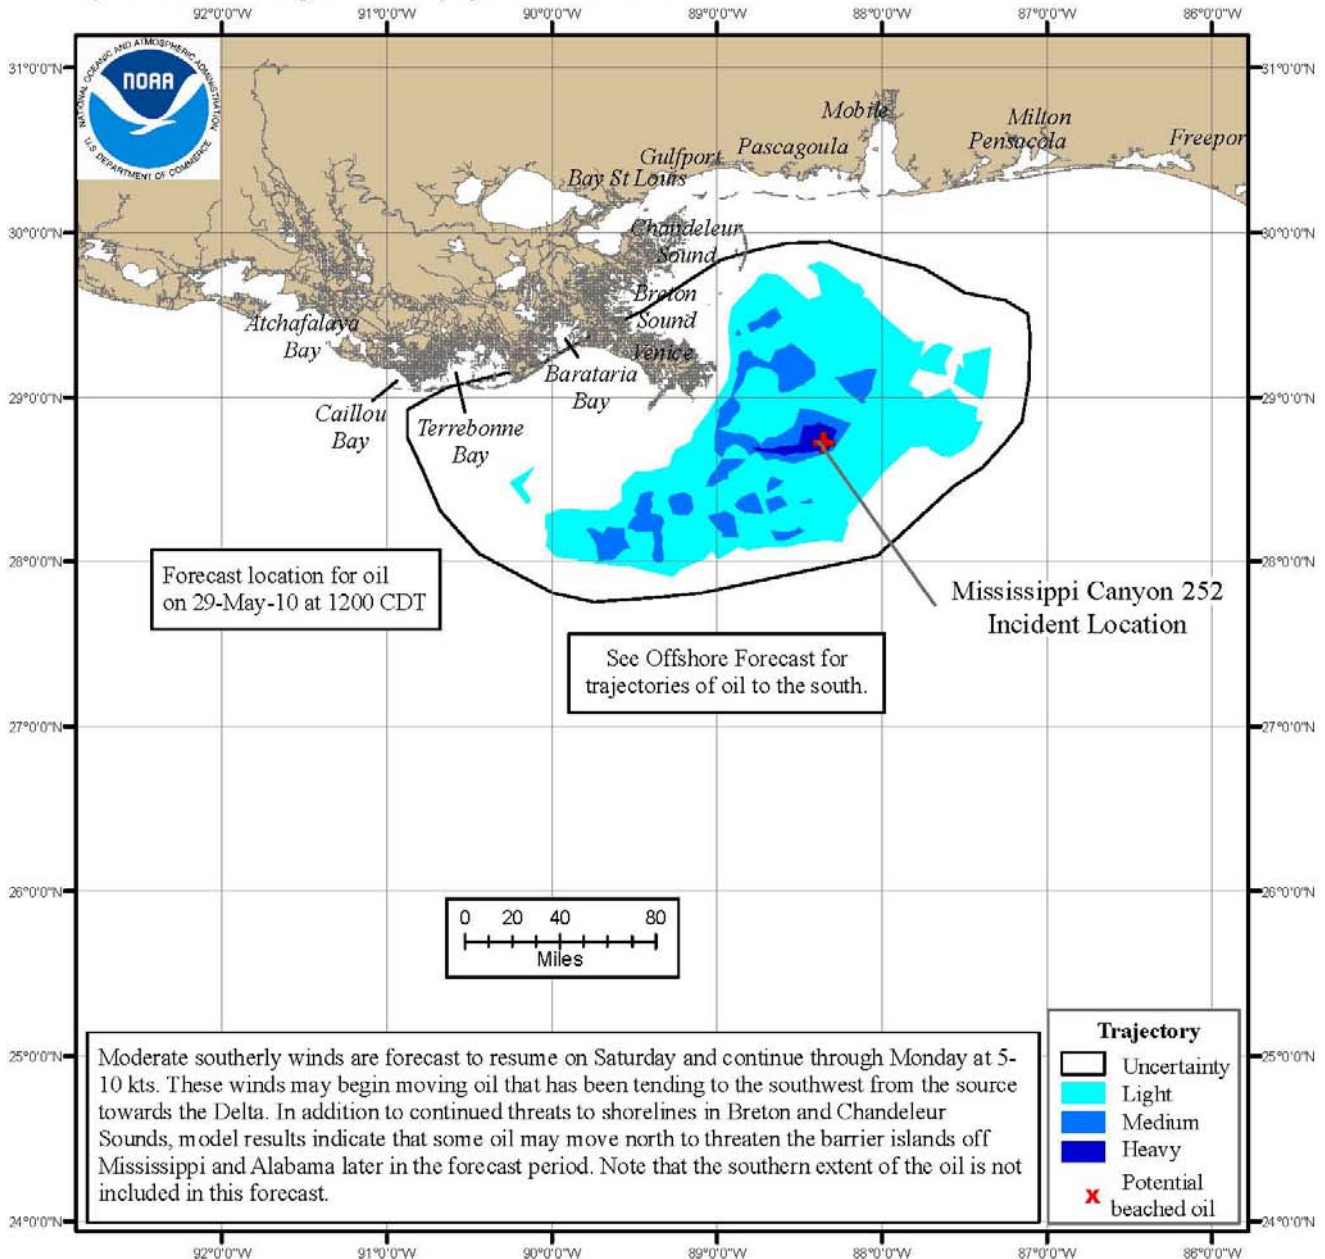 92°0'0"W 91°0'0"W 90°0'0"W 89°0'0"W 88°0'0"W 87°0'0"W 86°0'0"W
NATIONAL OCEANIC AND ATMOSPHERIC ADMINISTRATION
NOAA
U.S. DEPARTMENT OF COMMERCE
31°0'0"N 31°0'0"N
Mobile
Milton
Pensacola
Freepor
Pascagoula
Gulfport
Bay St Louis
30°0'0"N 30°0'0"N
Chandeleur
Sound
Breton
Sound
Venice
Atchafalaya
Bay
Barataria
Bay
29°0'0"N 29°0'0"N
Caillou
Bay
Terrebonne
Bay
28°0'0"N 28°0'0"N
Forecast location for oil
on 29-May-10 at 1200 CDT
Mississippi Canyon 252
Incident Location
See Offshore Forecast for
trajectories of oil to the south.
27°0'0"N 27°0'0"N
26°0'0"N 26°0'0"N
0 20 40 80
Miles
25°0'0"N 25°0'0"N
Moderate southerly winds are forecast to resume on Saturday and continue through Monday at 5-
10 kts. These winds may begin moving oil that has been tending to the southwest from the source
towards the Delta. In addition to continued threats to shorelines in Breton and Chandeleur
Sounds, model results indicate that some oil may move north to threaten the barrier islands off
Mississippi and Alabama later in the forecast period. Note that the southern extent of the oil is not
included in this forecast.
Trajectory
Uncertainty
Light
Medium
Heavy
x Potential
beached oil
24°0'0"N 24°0'0"N
92°0'0"W 91°0'0"W 90°0'0"W 89°0'0"W 88°0'0"W 87°0'0"W 86°0'0"W